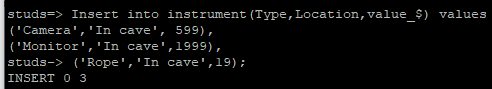 studs=> Insert into instrument(Type,Location,value_$) values
('Camera','In cave', 599),
('Monitor','In cave',1999),
studs-> ('Rope','In cave',19);
INSERT 0 3